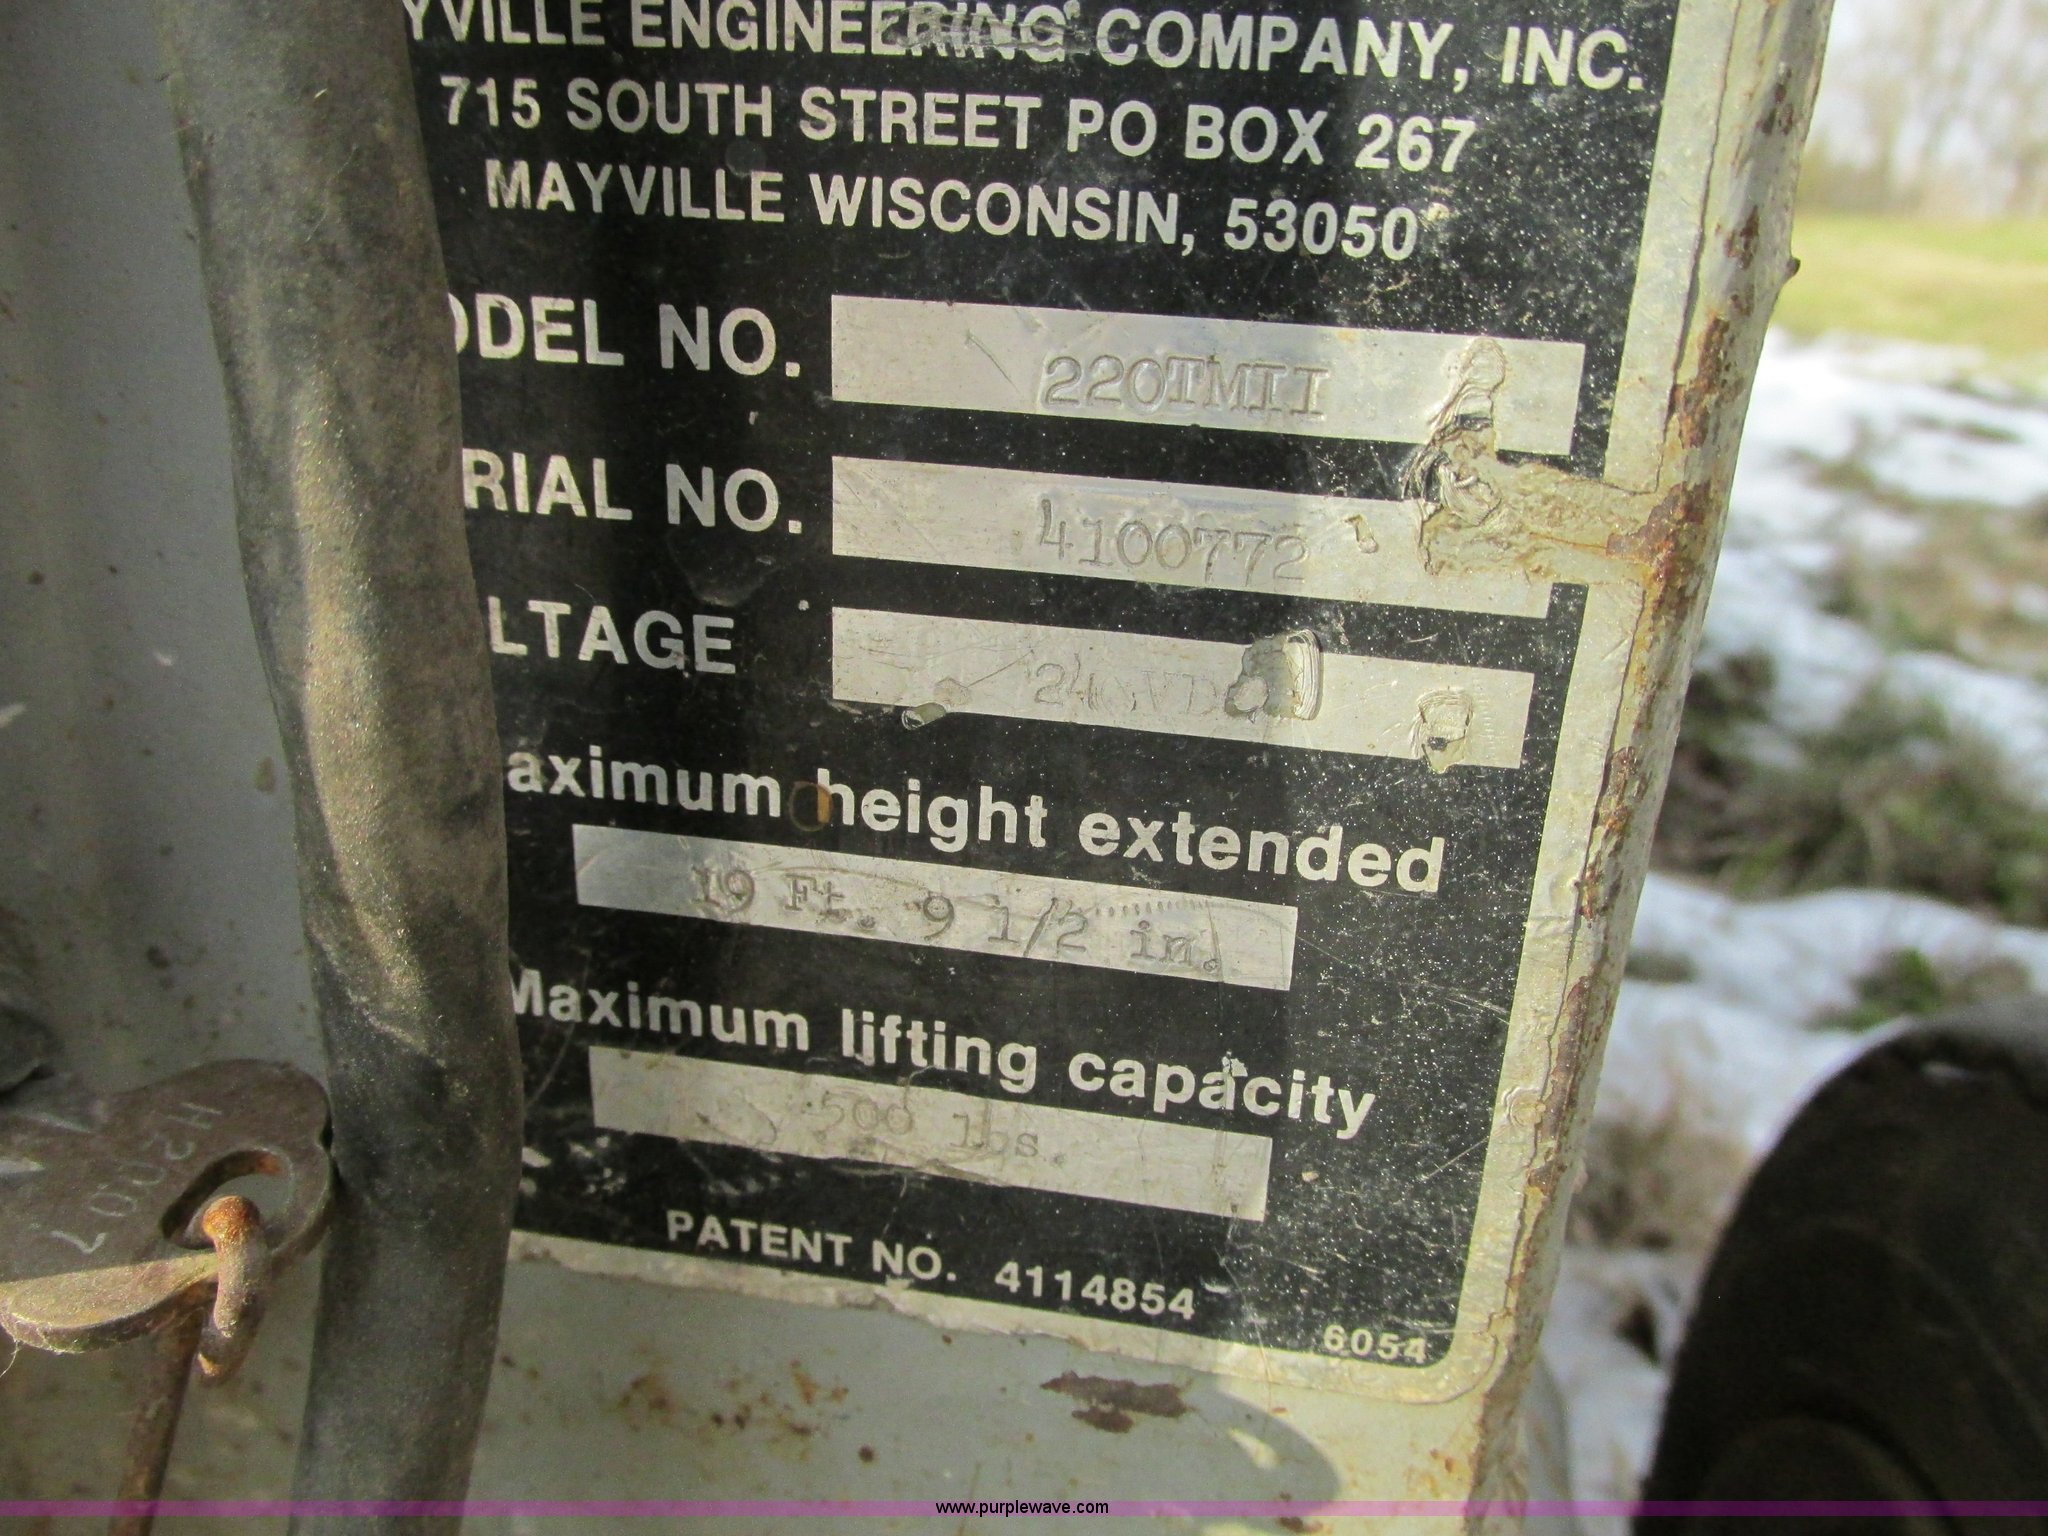 YVILLE ENGINEERING COMPANY, INC.
715 SOUTH STREET PO BOX 267
MAYVILLE WISCONSIN, 53050
ODEL NO. 220TMII
RIAL NO. 4100772
LTAGE
aximum height extended
19 Ft. 9 1/2 in.
Maximum lifting capacity
500 lbs.
PATENT NO. 4114854
6054
H2007
www.purplewave.com